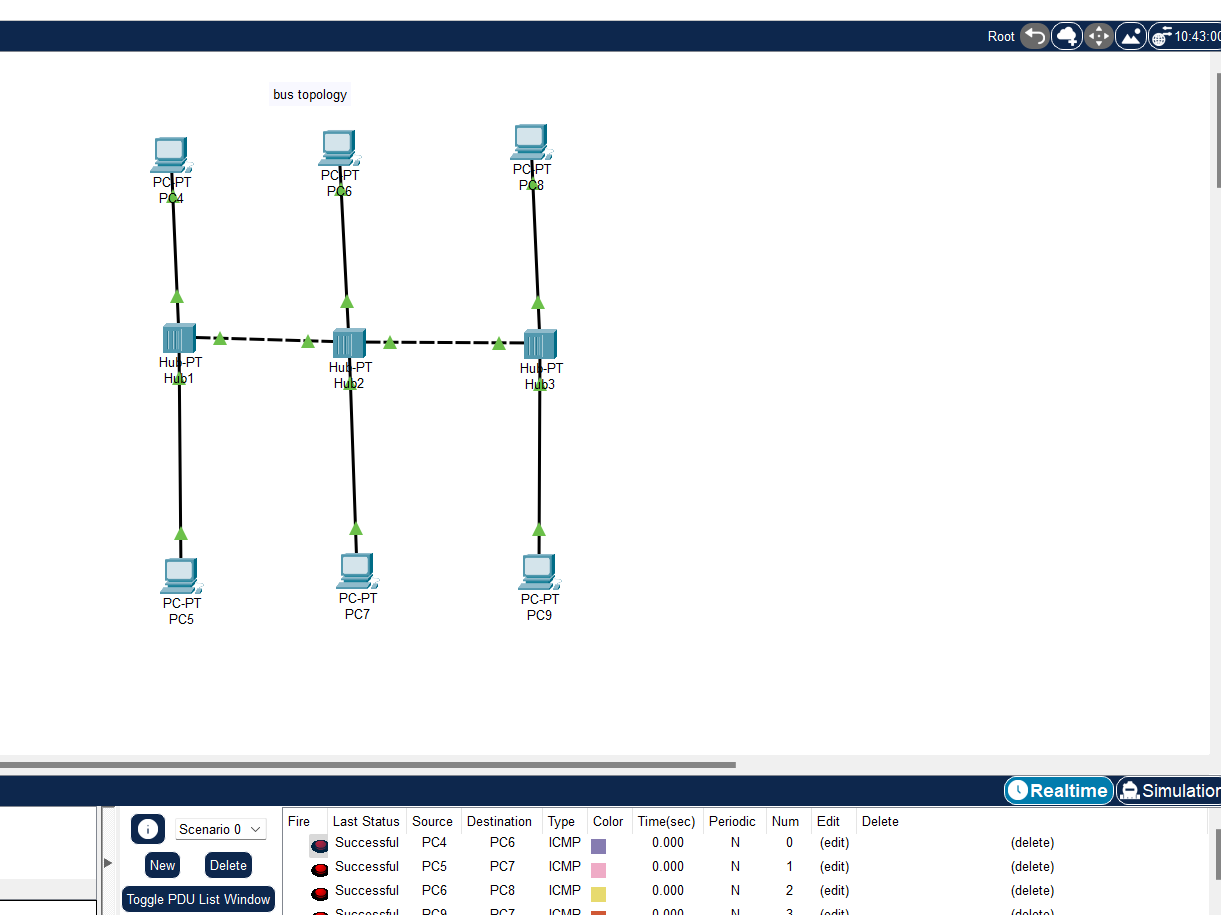 Root 10:43:00
bus topology
PC-PT
PC4
PC-PT
PC6
PC-PT
PC8
Hub-PT
Hub1
Hub-PT
Hub2
Hub-PT
Hub3
PC-PT
PC5
PC-PT
PC7
PC-PT
PC9
Realtime Simulation
Scenario 0
New Delete
Toggle PDU List Window
Fire Last Status Source Destination Type Color Time(sec) Periodic Num Edit Delete
Successful PC4 PC6 ICMP 0.000 N 0 (edit) (delete)
Successful PC5 PC7 ICMP 0.000 N 1 (edit) (delete)
Successful PC6 PC8 ICMP 0.000 N 2 (edit) (delete)
Successful PC9 PC7 ICMP 0.000 N 3 (edit) (delete)